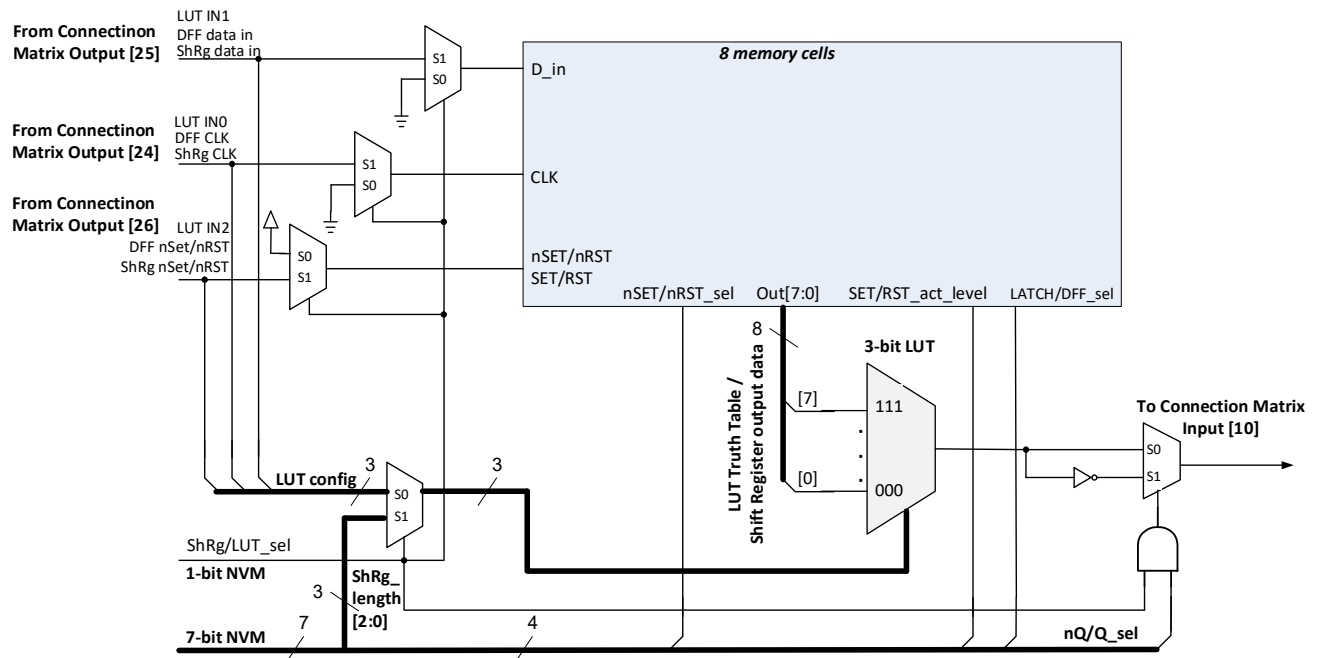 LUT IN1
From Connectinon
DFF data in
Matrix Output [25]
ShRg data in
S1
S0
8 memory cells
D_in
LUT IN0
From Connectinon
DFF CLK
Matrix Output [24]
ShRg CLK
S1
S0
CLK
From Connectinon
Matrix Output [26]
LUT IN2
DFF nSet/nRST
ShRg nSet/nRST
S0
S1
nSET/nRST
SET/RST
nSET/nRST_sel
Out[7:0]
SET/RST_act_level
LATCH/DFF_sel
8
LUT Truth Table /
Shift Register output data
3-bit LUT
[7]
111
[0]
000
To Connection Matrix
Input [10]
S0
S1
LUT config
3
S0
S1
3
ShRg/LUT_sel
1-bit NVM
ShRg_
length
[2:0]
3
7-bit NVM
7
4
nQ/Q_sel